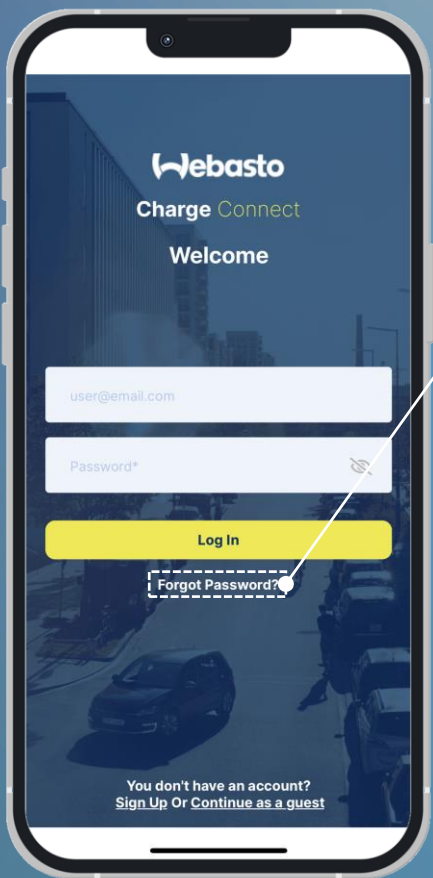 Webasto
Charge Connect
Welcome
user@email.com
Password*
Log In
Forgot Password?
You don't have an account?
Sign Up Or Continue as a guest